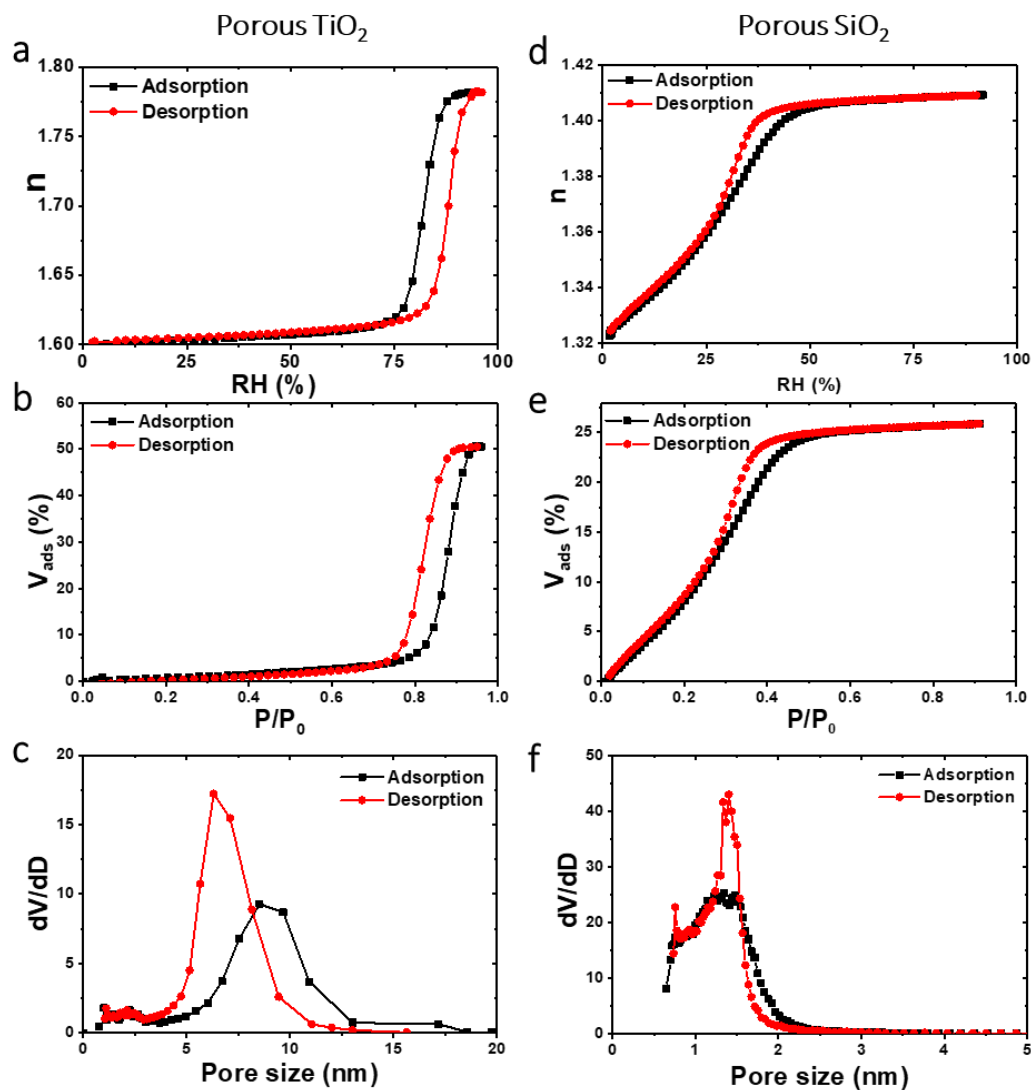 Porous TiO₂
Porous SiO₂
a
1.80
1.75
1.70
1.65
1.60
n
Adsorption
Desorption
0
25
50
75
100
RH (%)
d
1.42
1.40
1.38
1.36
1.34
1.32
n
Adsorption
Desorption
0
25
50
75
100
RH (%)
b
60
50
40
30
20
10
0
V_ads (%)
Adsorption
Desorption
0.0
0.2
0.4
0.6
0.8
1.0
P/P₀
e
25
20
15
10
5
0
V_ads (%)
Adsorption
Desorption
0.0
0.2
0.4
0.6
0.8
1.0
P/P₀
c
20
15
10
5
0
dV/dD
Adsorption
Desorption
0
5
10
15
20
Pore size (nm)
f
50
40
30
20
10
0
dV/dD
Adsorption
Desorption
0
1
2
3
4
5
Pore size (nm)